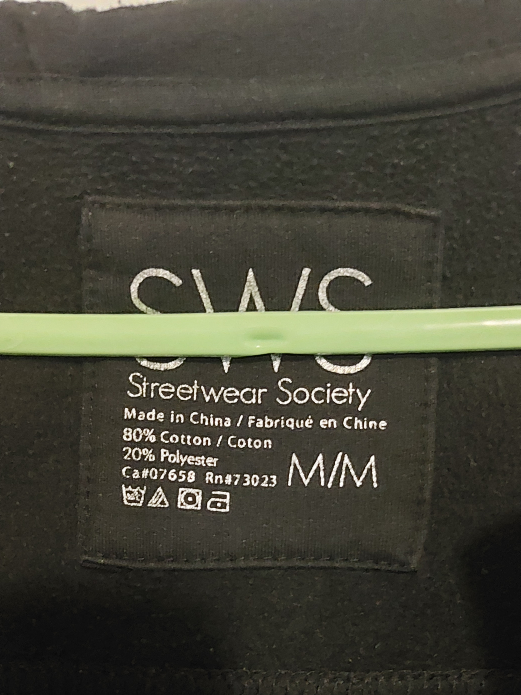 SWS
Streetwear Society
Made in China / Fabriqué en Chine
80% Cotton / Coton
20% Polyester
Ca#07658 Rn#73023 M/M